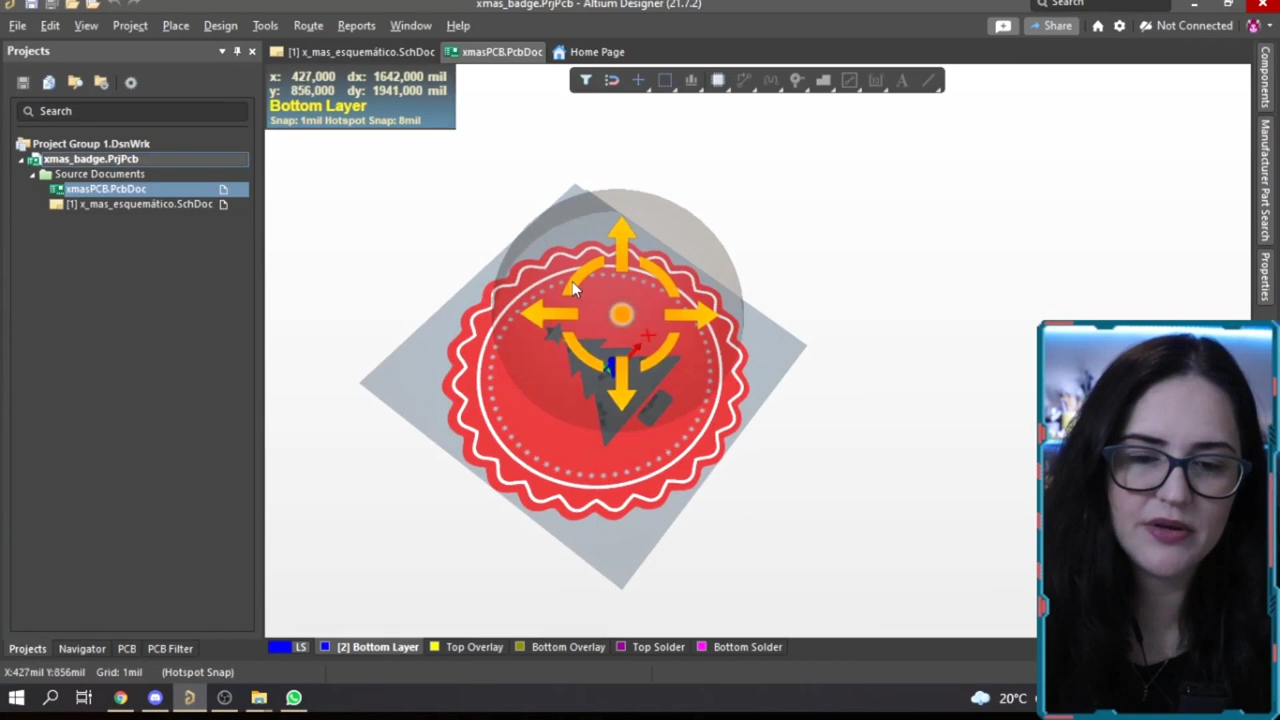 xmas_badge.PrjPcb - Altium Designer (21.7.2)
Search
File Edit View Project Place Design Tools Route Reports Window Help
Share
Not Connected
Projects
[1] x_mas_esquemático.SchDoc
xmasPCB.PcbDoc
Home Page
x: 427,000 dx: 1642,000 mil
y: 856,000 dy: 1941,000 mil
Bottom Layer
Snap: 1mil Hotspot Snap: 8mil
Search
Project Group 1.DsnWrk
xmas_badge.PrjPcb
Source Documents
xmasPCB.PcbDoc
[1] x_mas_esquemático.SchDoc
Components
Manufacturer Part Search
Properties
Projects Navigator PCB PCB Filter
LS
[2] Bottom Layer
Top Overlay
Bottom Overlay
Top Solder
Bottom Solder
X:427mil Y:856mil Grid: 1mil (Hotspot Snap)
20°C